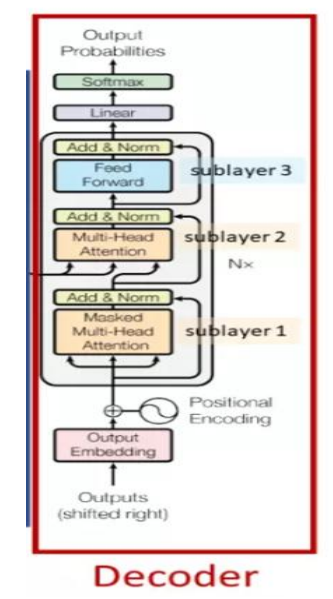 Output
Probabilities
Softmax
Linear
Add & Norm
Feed
Forward
sublayer 3
Add & Norm
Multi-Head
Attention
sublayer 2
Nx
Add & Norm
Masked
Multi-Head
Attention
sublayer 1
Positional
Encoding
Output
Embedding
Outputs
(shifted right)
Decoder